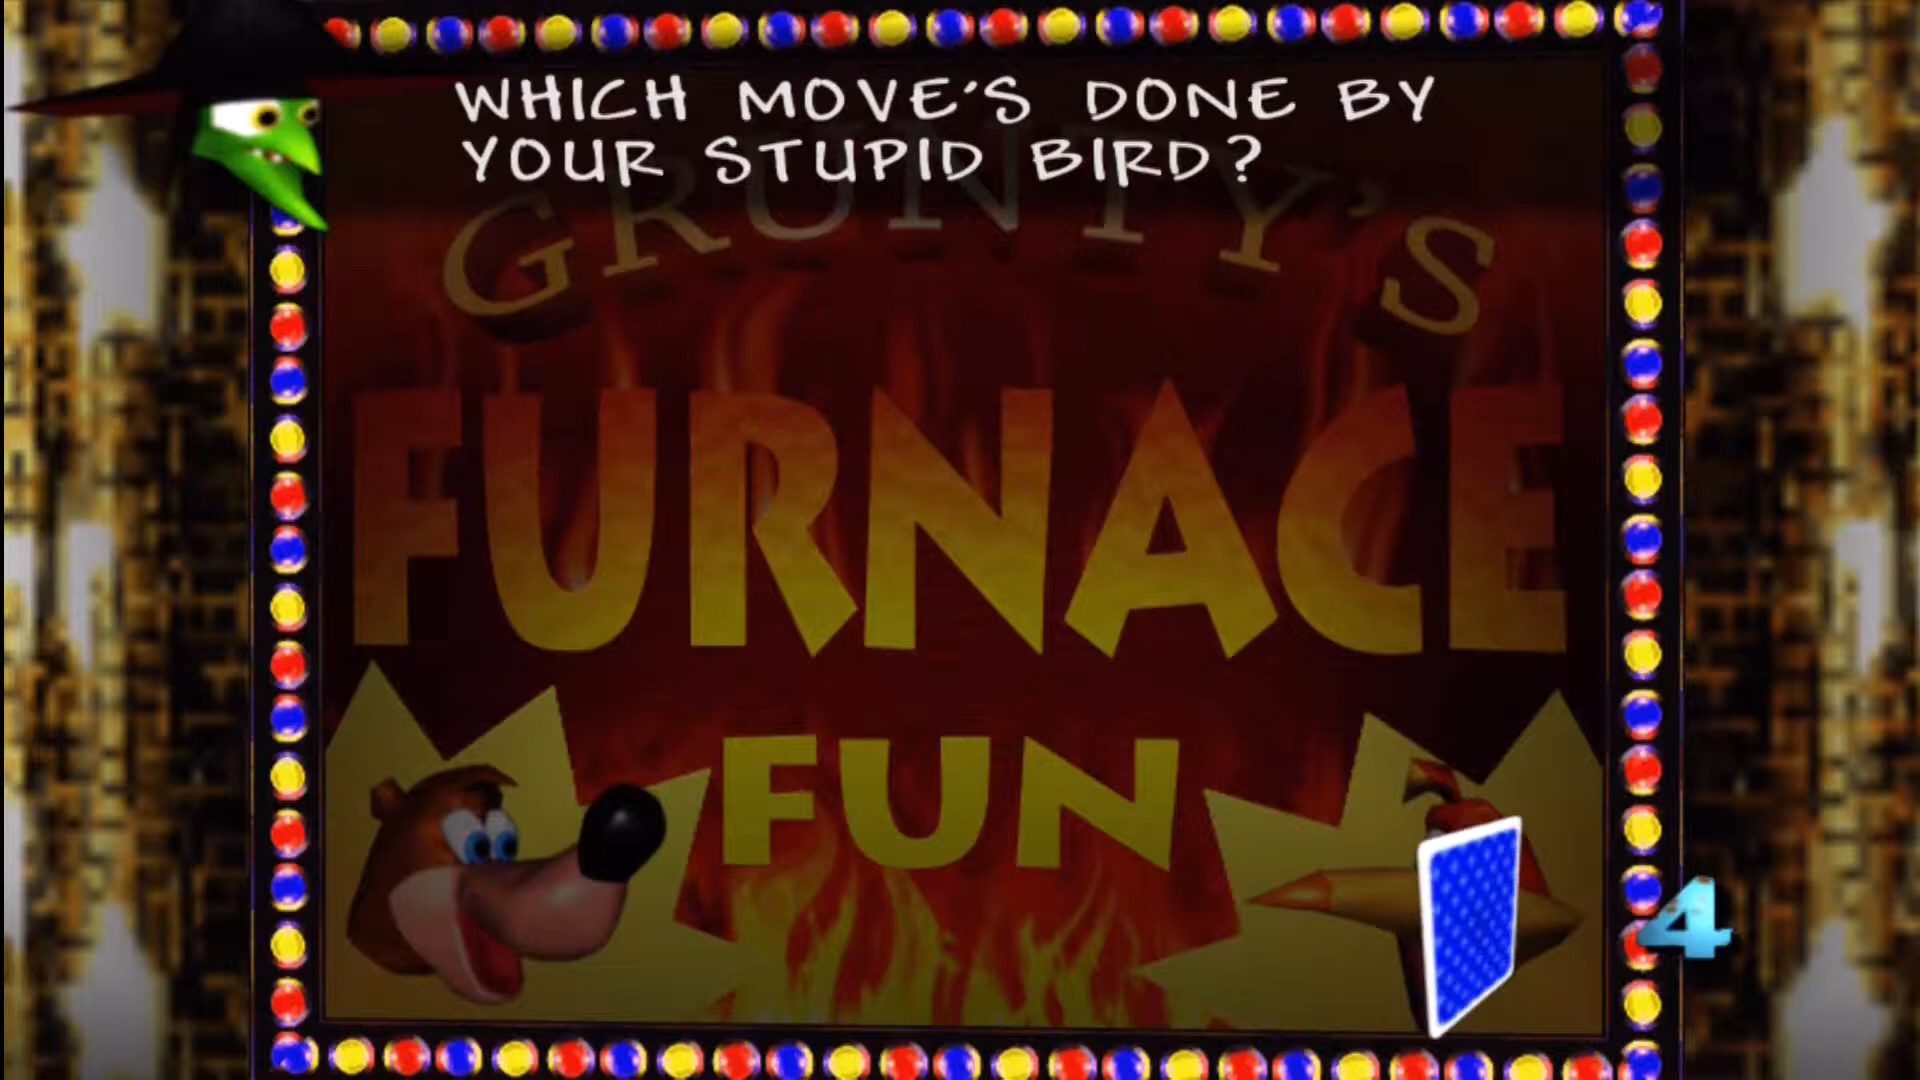 WHICH MOVE'S DONE BY
YOUR STUPID BIRD?
GRUNTY'S
FURNACE
FUN
4